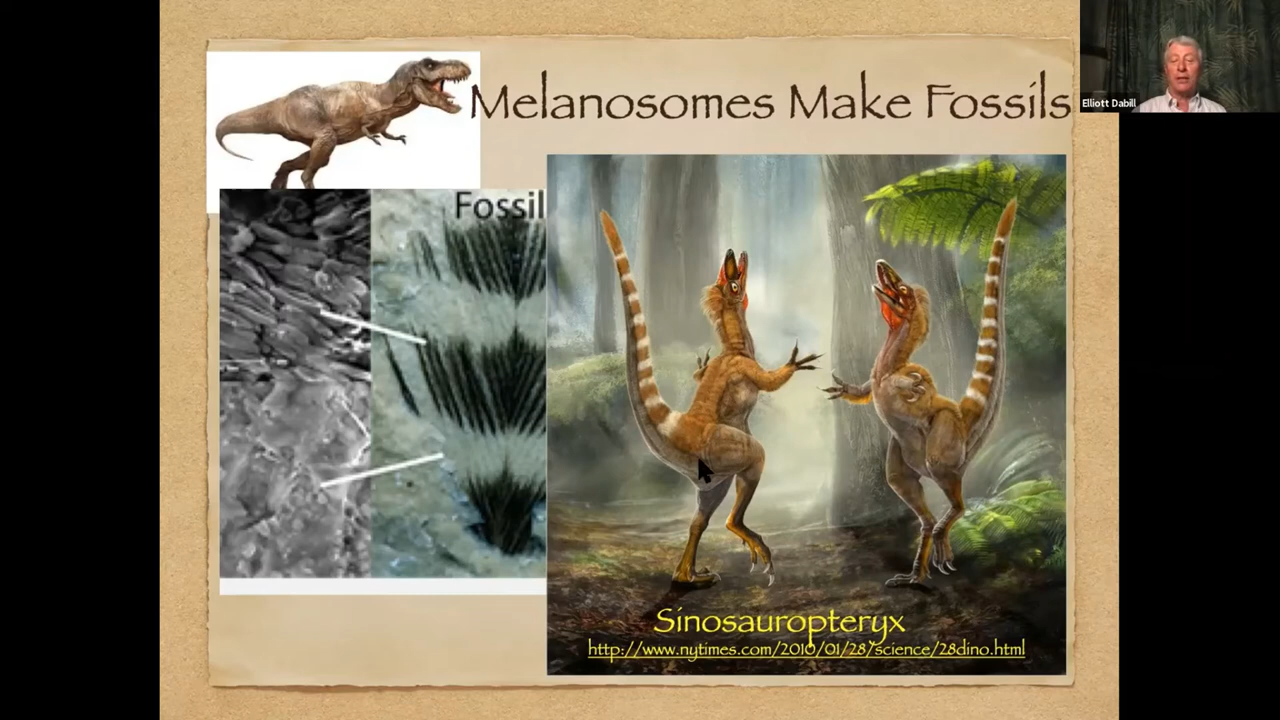 Melanosomes Make Fossils
Elliott Dabill
Fossil
Sinosauropteryx
http://www.nytimes.com/2010/01/28/science/28dino.html